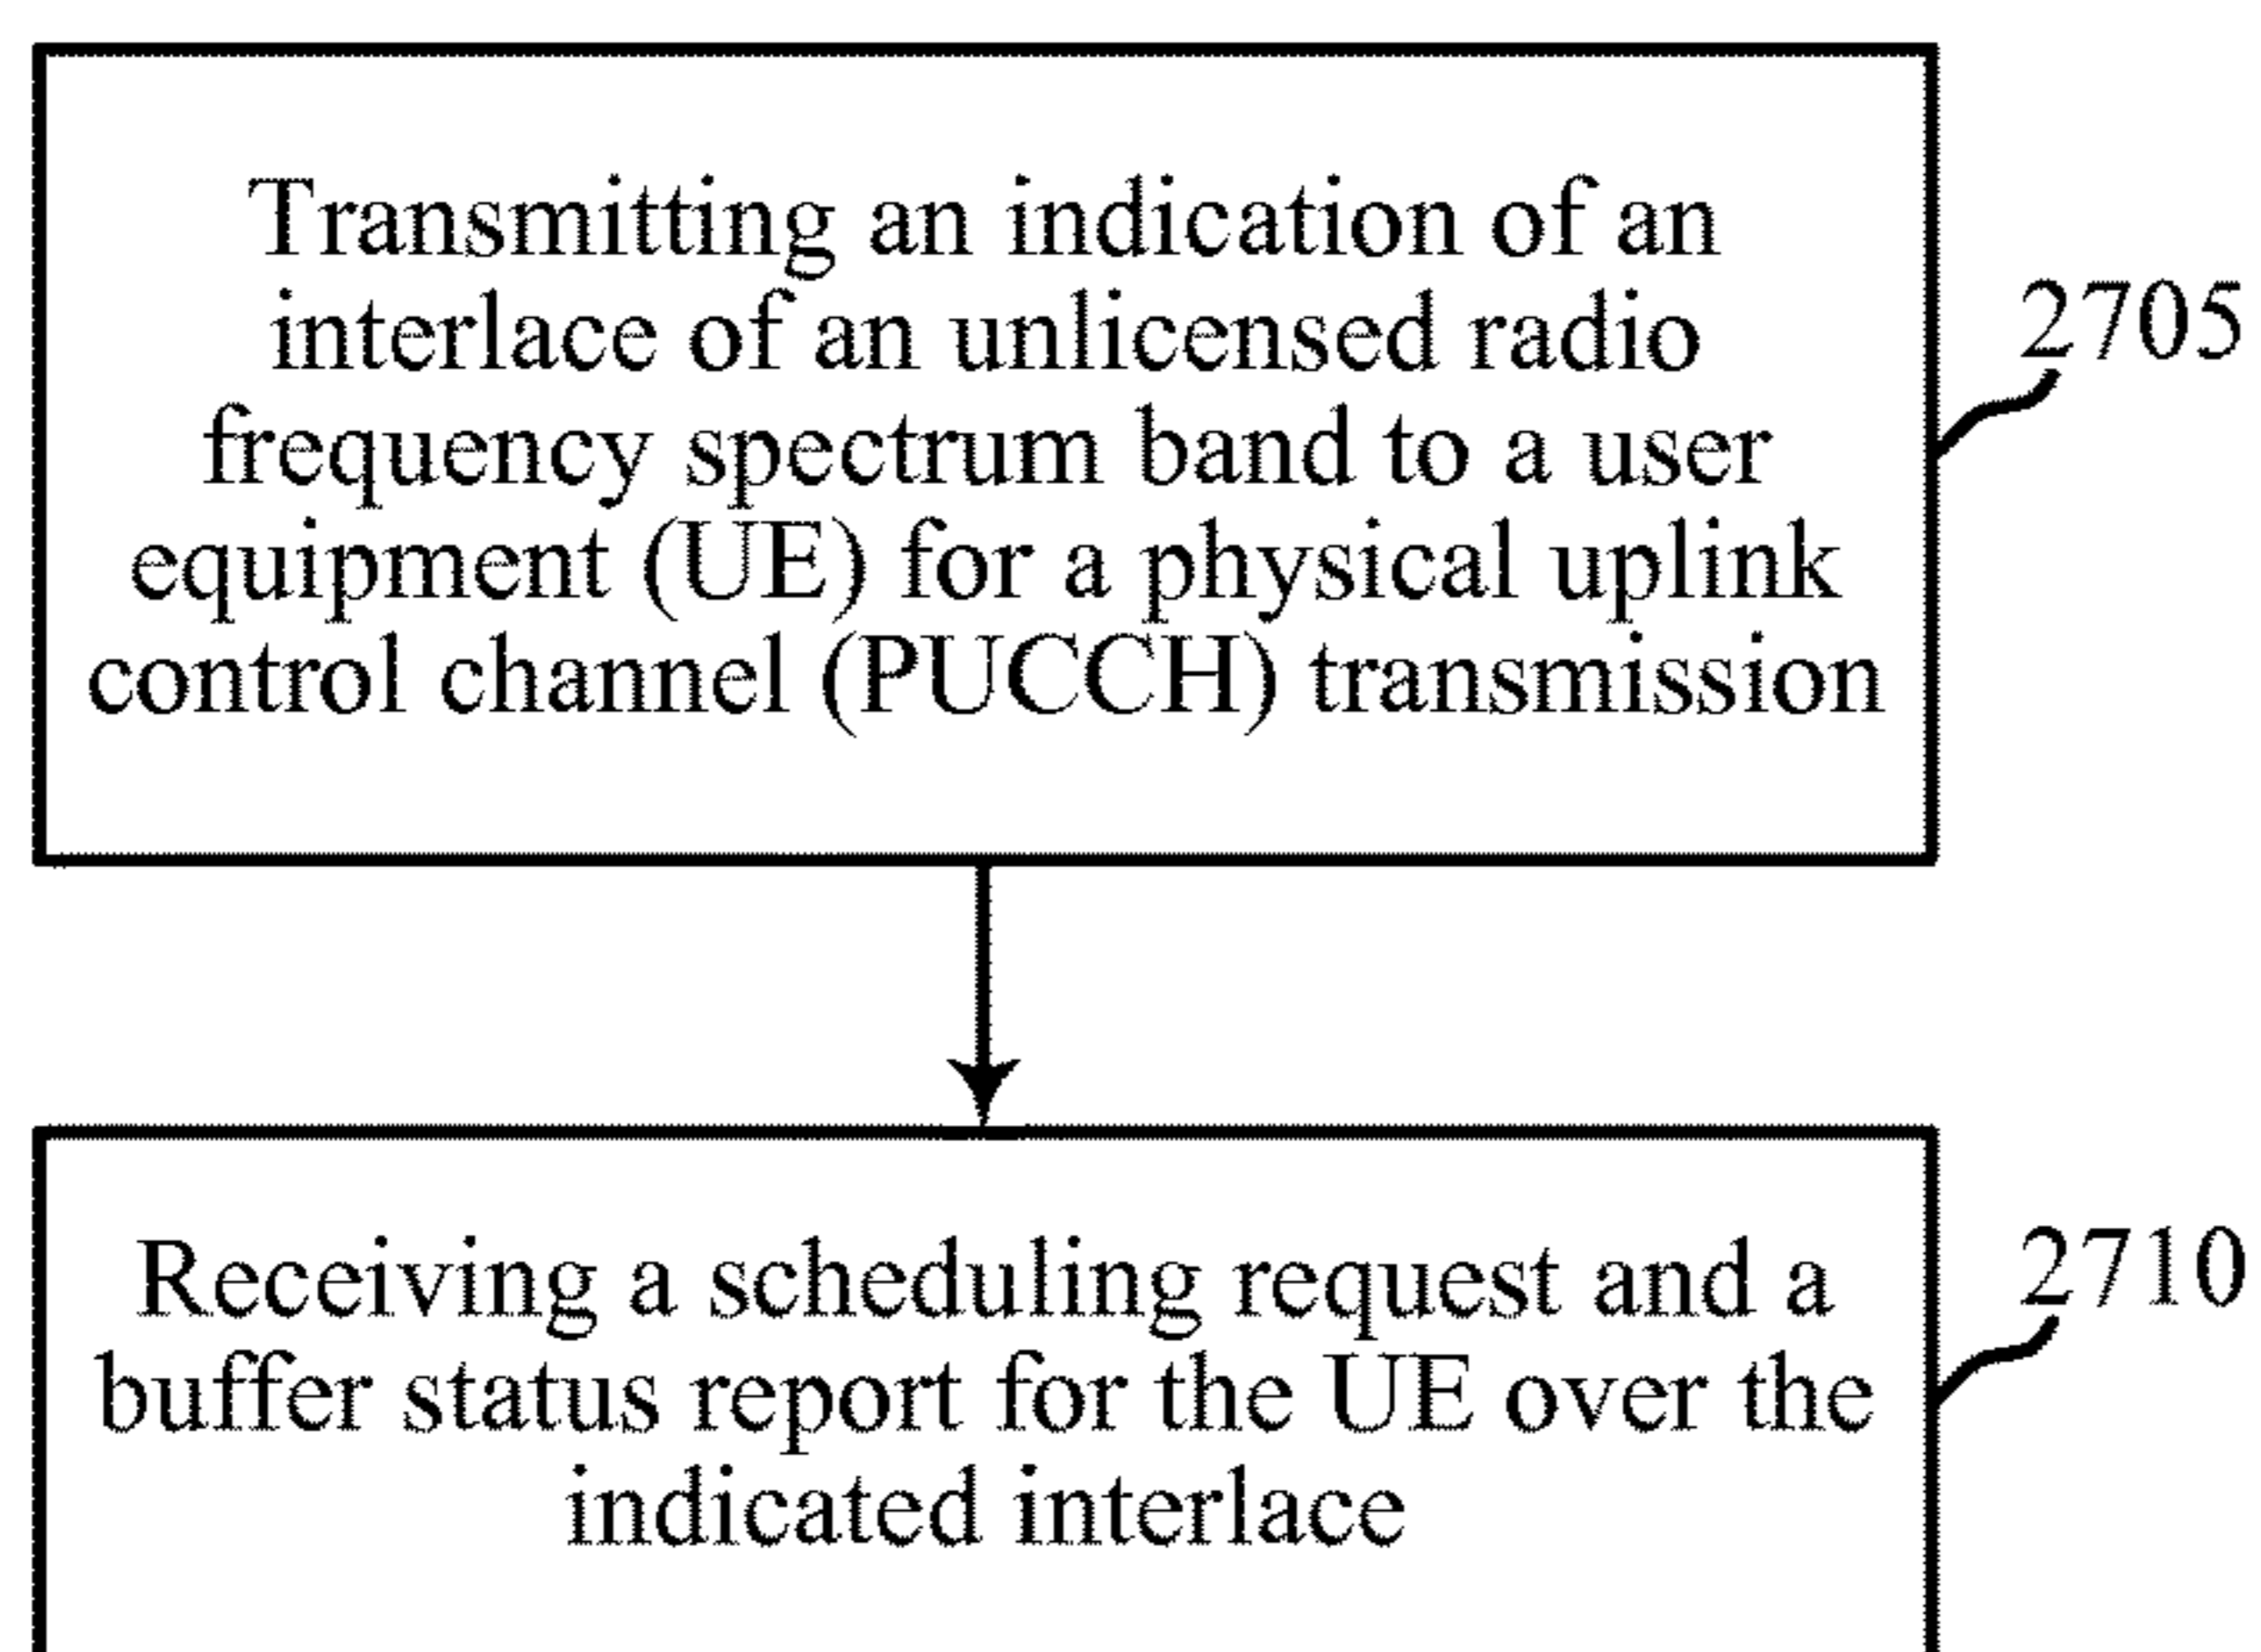 Transmitting an indication of an
interlace of an unlicensed radio
frequency spectrum band to a user
equipment (UE) for a physical uplink
control channel (PUCCH) transmission
2705
Receiving a scheduling request and a
buffer status report for the UE over the
indicated interlace
2710